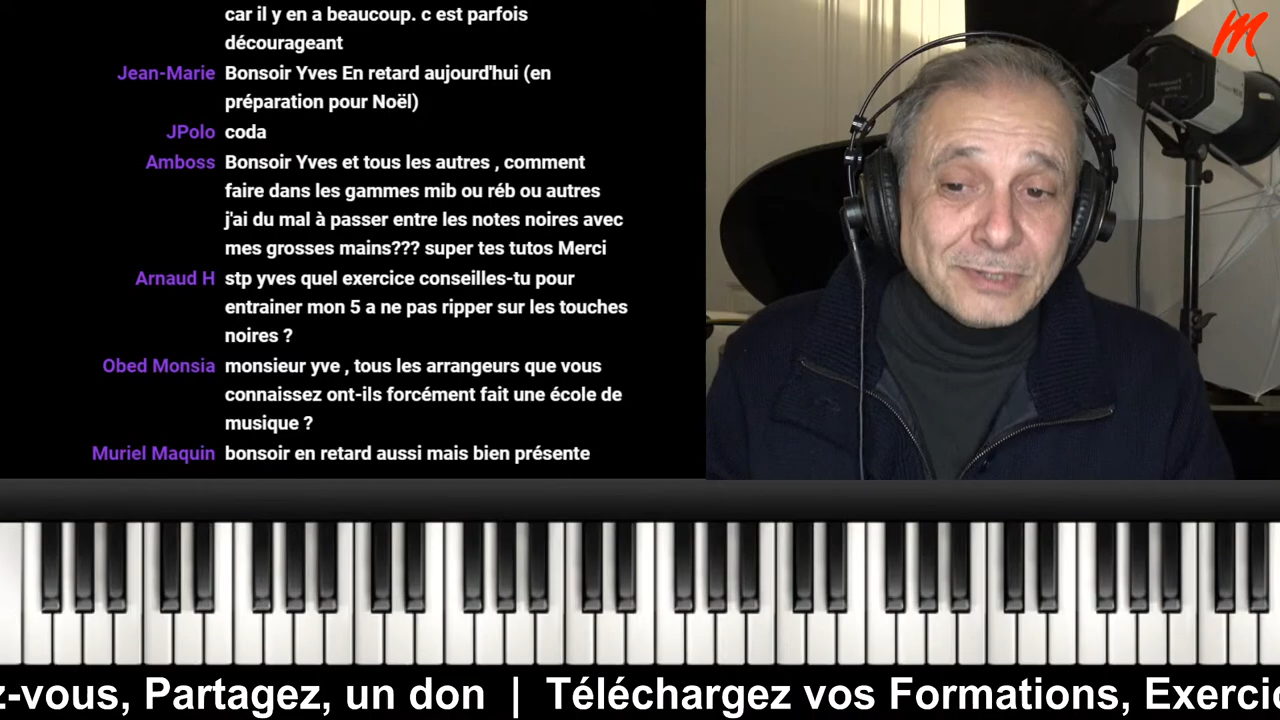 car il y en a beaucoup. c est parfois
décourageant
Jean-Marie Bonsoir Yves En retard aujourd'hui (en
préparation pour Noël)
JPolo coda
Amboss Bonsoir Yves et tous les autres , comment
faire dans les gammes mib ou réb ou autres
j'ai du mal à passer entre les notes noires avec
mes grosses mains??? super tes tutos Merci
Arnaud H stp yves quel exercice conseilles-tu pour
entrainer mon 5 a ne pas ripper sur les touches
noires ?
Obed Monsia monsieur yve , tous les arrangeurs que vous
connaissez ont-ils forcément fait une école de
musique ?
Muriel Maquin bonsoir en retard aussi mais bien présente
M
z-vous, Partagez, un don | Téléchargez vos Formations, Exercic